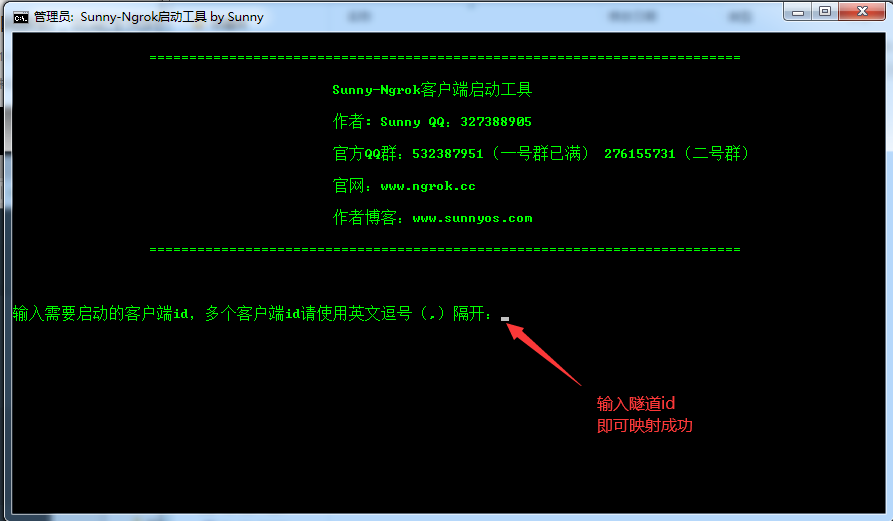 管理员: Sunny-Ngrok启动工具 by Sunny
Sunny-Ngrok客户端启动工具
作者: Sunny QQ: 327388905
官方QQ群: 532387951（一号群已满） 276155731（二号群）
官网: www.ngrok.cc
作者博客: www.sunnyos.com
输入需要启动的客户端id, 多个客户端id请使用英文逗号（,）隔开:
输入隧道id
即可映射成功